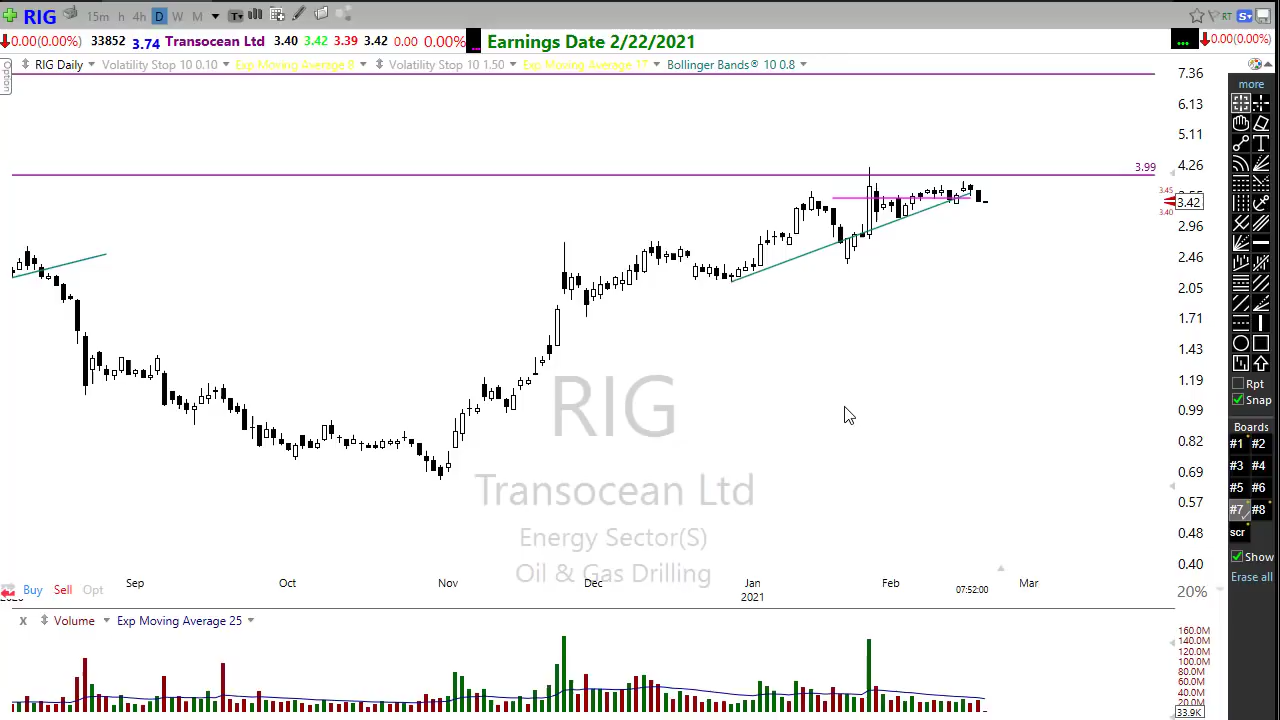 RIG 15m h 4h D W M T
0.00(0.00%) 33852 3.74 Transocean Ltd 3.40 3.42 3.39 3.42 0.00 0.00% ... Earnings Date 2/22/2021 ... 0.00(0.00%)
RT S
Option
RIG Daily Volatility Stop 10 0.10 Exp Moving Average 8 Volatility Stop 10 1.50 Exp Moving Average 17 Bollinger Bands® 10 0.8
7.36
6.13
5.11
4.26
3.99
3.45
3.42
3.40
2.96
2.46
2.05
1.71
1.43
1.19
0.99
0.82
0.69
0.57
0.48
0.40
20%
RIG
Transocean Ltd
Energy Sector(S)
Oil & Gas Drilling
Sep Oct Nov Dec Jan Feb Mar
2021 07:52:00
Buy Sell Opt
X Volume Exp Moving Average 25
160.0M
140.0M
120.0M
100.0M
80.0M
60.0M
40.0M
20.0M
33.9K
more
T
Rpt
Snap
Boards
#1 #2
#3 #4
#5 #6
#7 #8
scr
Show
Erase all